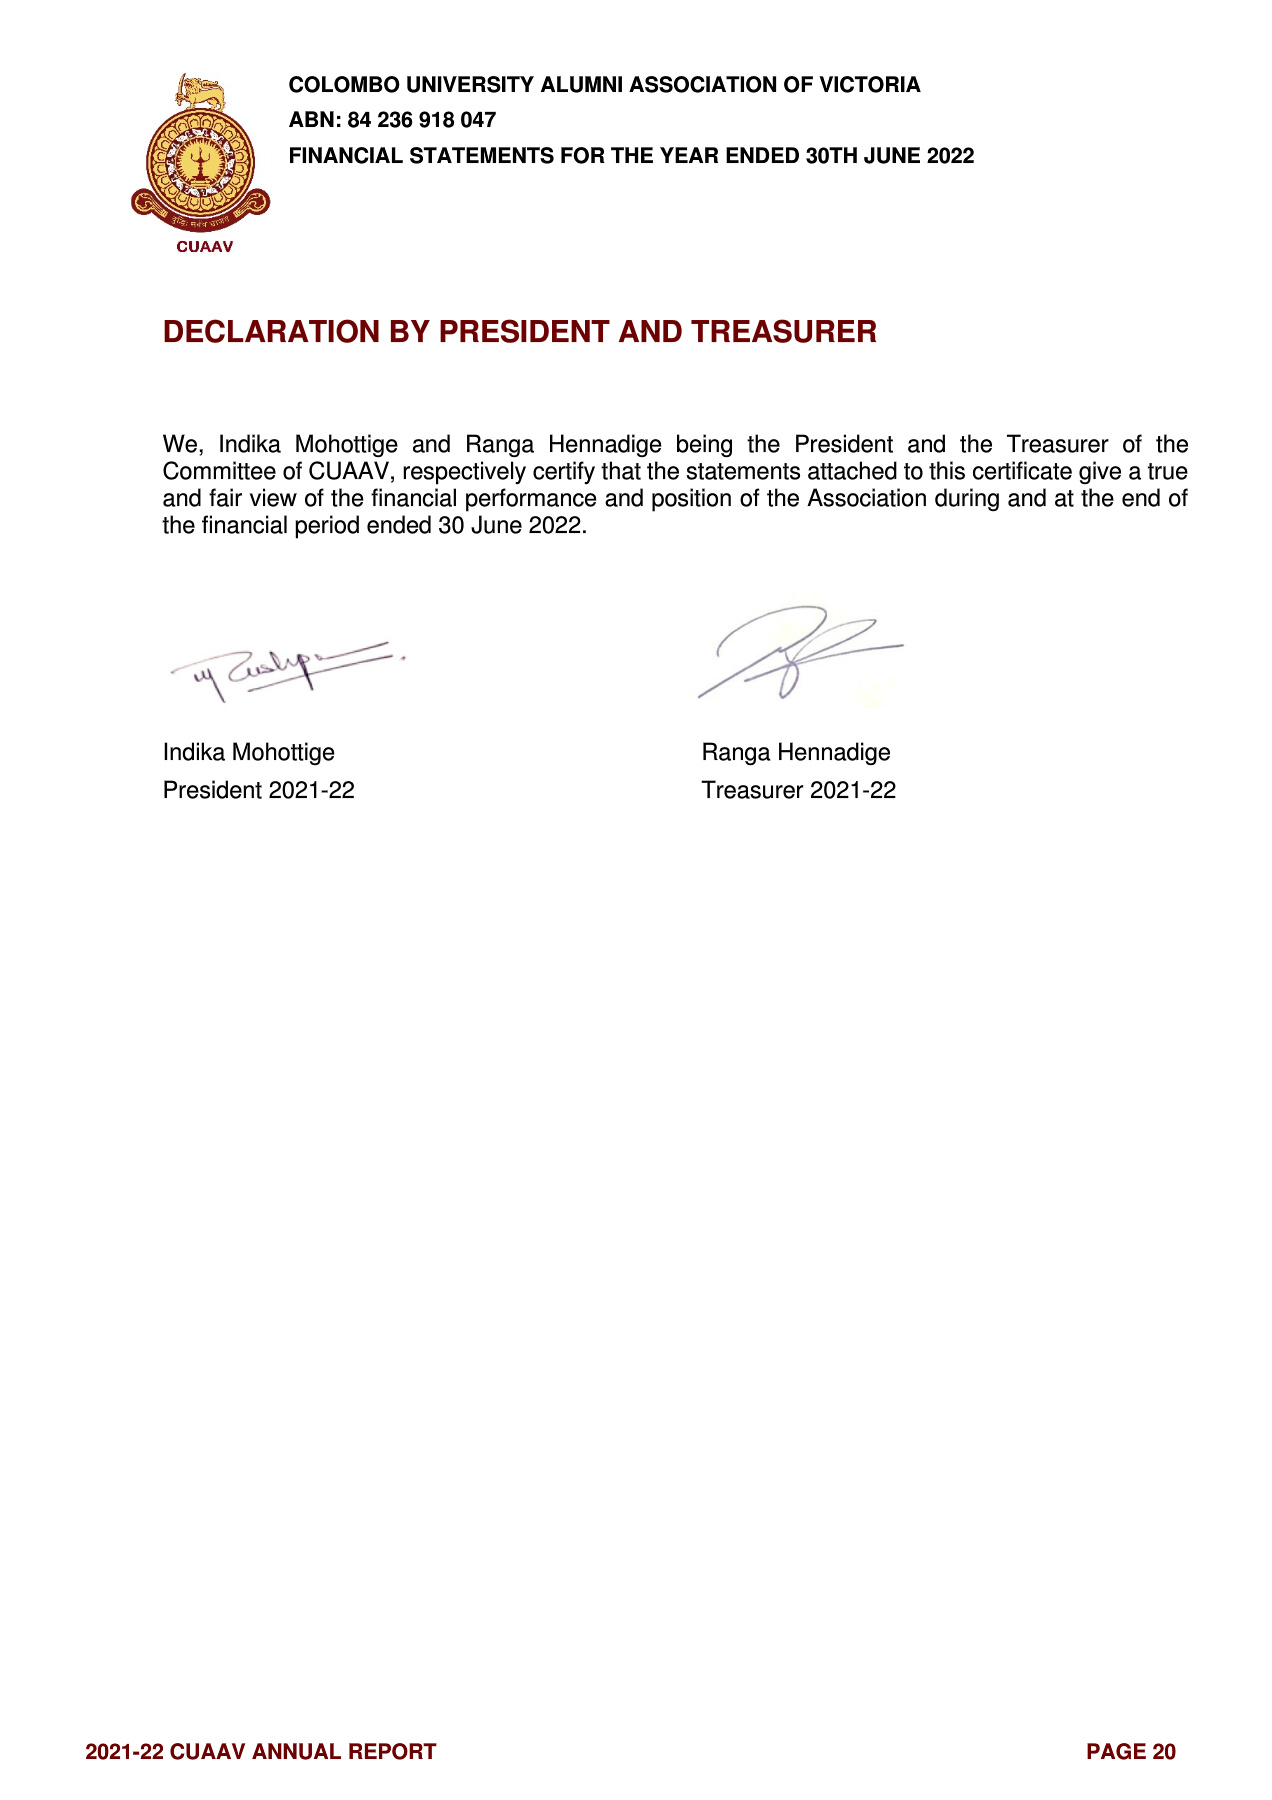 COLOMBO UNIVERSITY ALUMNI ASSOCIATION OF VICTORIA
ABN: 84 236 918 047
FINANCIAL STATEMENTS FOR THE YEAR ENDED 30TH JUNE 2022
बुद्धिः सर्वत्र भ्राजते
CUAAV
DECLARATION BY PRESIDENT AND TREASURER
We, Indika Mohottige and Ranga Hennadige being the President and the Treasurer of the
Committee of CUAAV, respectively certify that the statements attached to this certificate give a true
and fair view of the financial performance and position of the Association during and at the end of
the financial period ended 30 June 2022.
Indika Mohottige
Ranga Hennadige
President 2021-22
Treasurer 2021-22
2021-22 CUAAV ANNUAL REPORT
PAGE 20